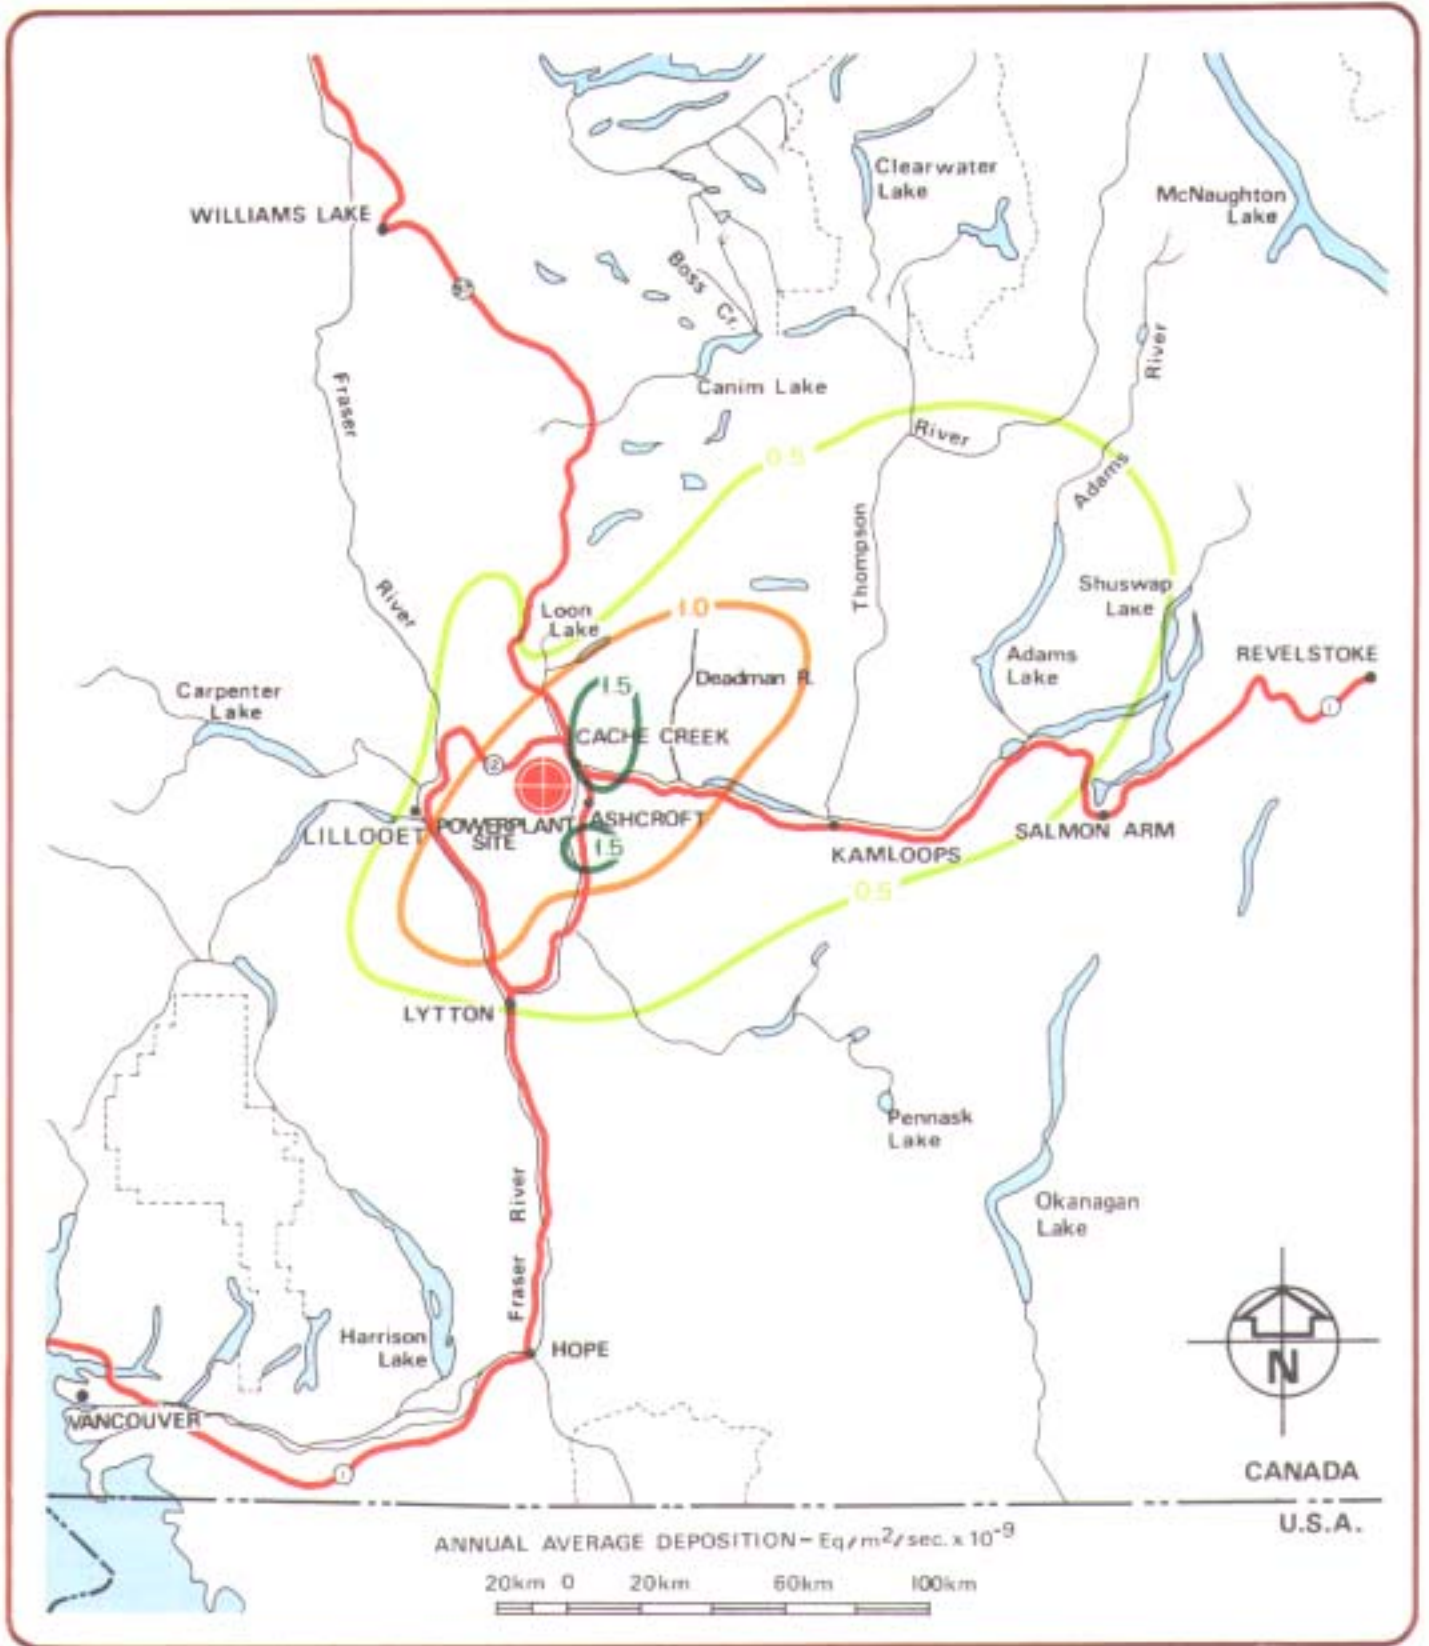 Clearwater
Lake
McNaughton
Lake
WILLIAMS LAKE
Boss Cr.
River
Fraser
Canim Lake
River
0.5
Adams
Thompson
River
Loon
Lake
1.0
Shuswap
Lake
Adams
Lake
REVELSTOKE
Deadman R.
1.5
Carpenter
Lake
1
CACHE CREEK
2
LILLOOET
POWERPLANT
SITE
ASHCROFT
1.5
KAMLOOPS
SALMON ARM
0.5
LYTTON
Pennask
Lake
Okanagan
Lake
Fraser River
Harrison
Lake
HOPE
N
VANCOUVER
1
CANADA
U.S.A.
ANNUAL AVERAGE DEPOSITION – Eq/m²/sec. x 10⁻⁹
20km 0 20km 60km 100km